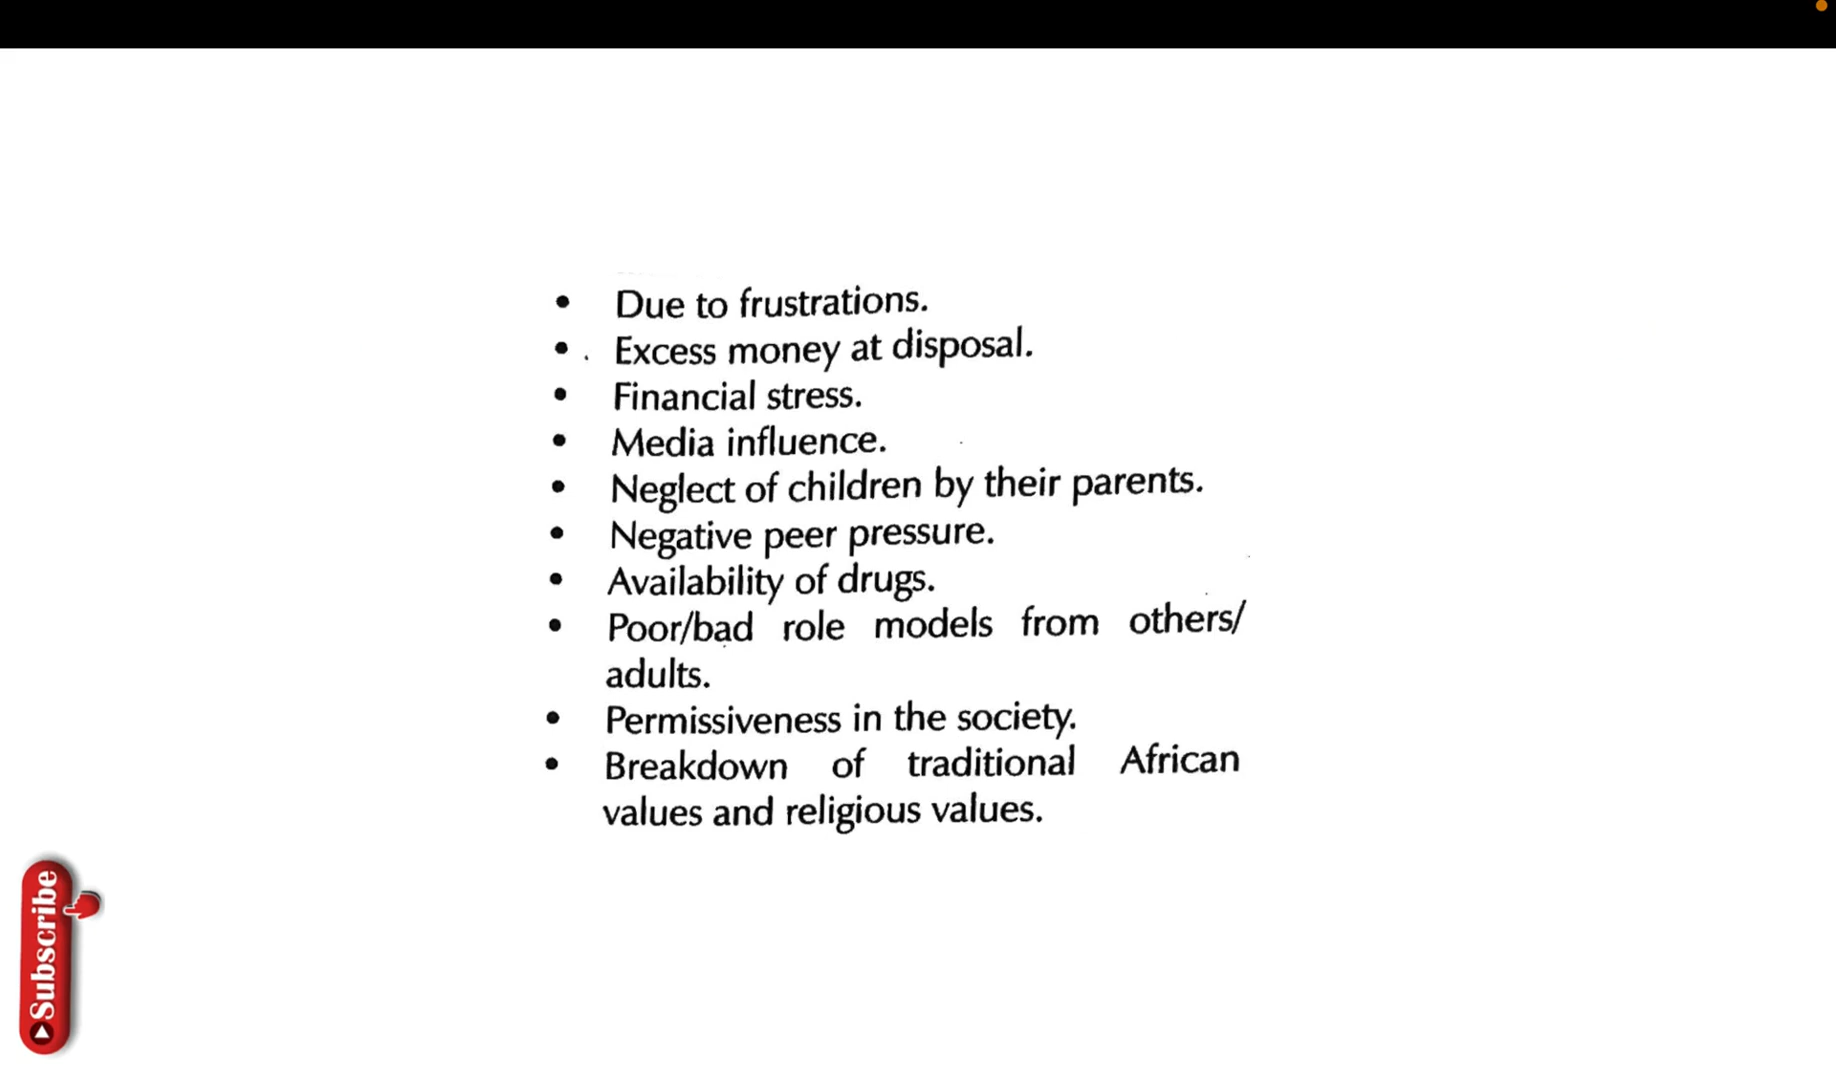 • Due to frustrations.
• Excess money at disposal.
• Financial stress.
• Media influence.
• Neglect of children by their parents.
• Negative peer pressure.
• Availability of drugs.
• Poor/bad role models from others/
adults.
• Permissiveness in the society.
• Breakdown of traditional African
values and religious values.
Subscribe